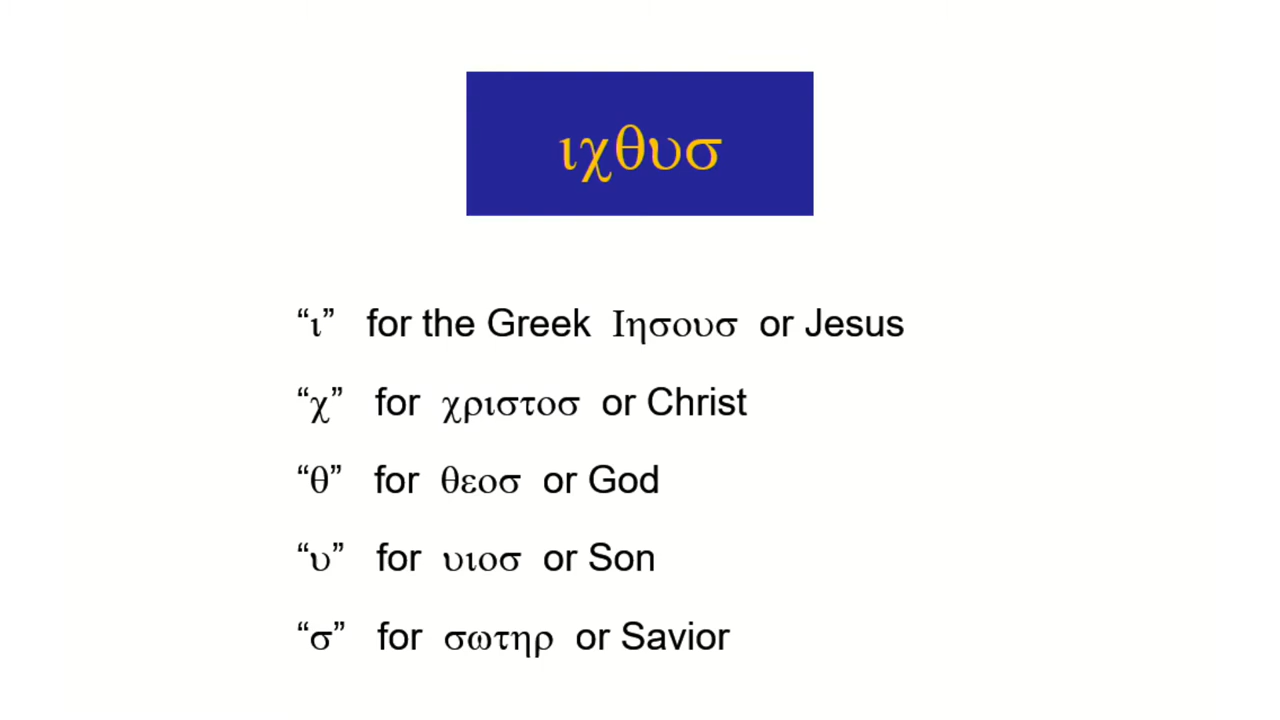 ιχθυσ
“ι” for the Greek Ιησουσ or Jesus
“χ” for χριστοσ or Christ
“θ” for θεοσ or God
“υ” for υιοσ or Son
“σ” for σωτηρ or Savior